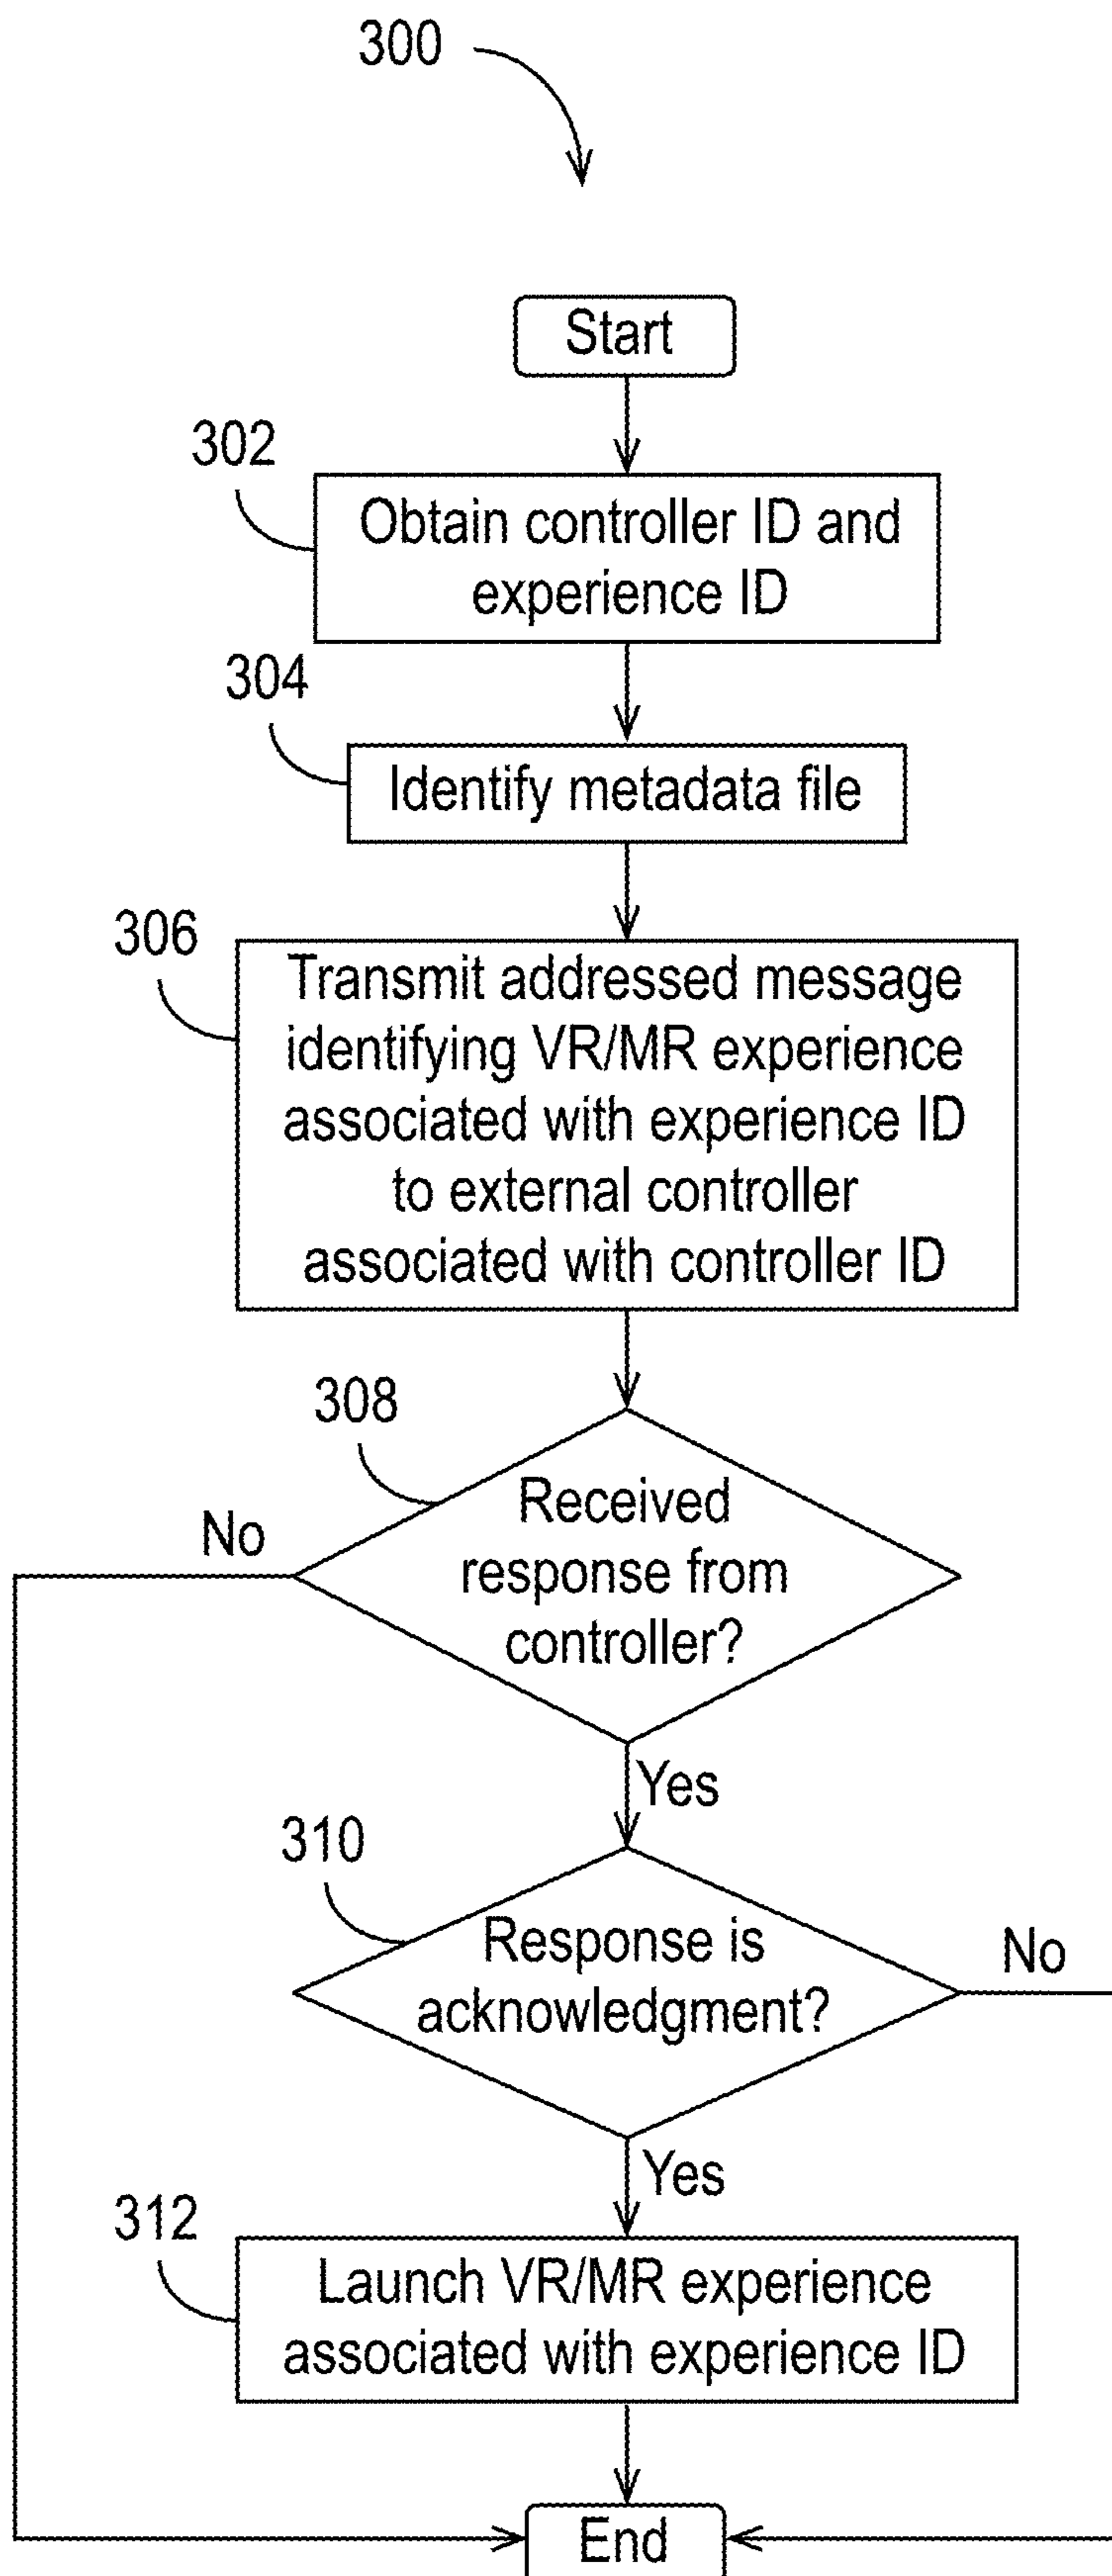 300
Start
302
Obtain controller ID and
experience ID
304
Identify metadata file
306
Transmit addressed message
identifying VR/MR experience
associated with experience ID
to external controller
associated with controller ID
308
Received
response from
controller?
No
Yes
310
Response is
acknowledgment?
No
Yes
312
Launch VR/MR experience
associated with experience ID
End